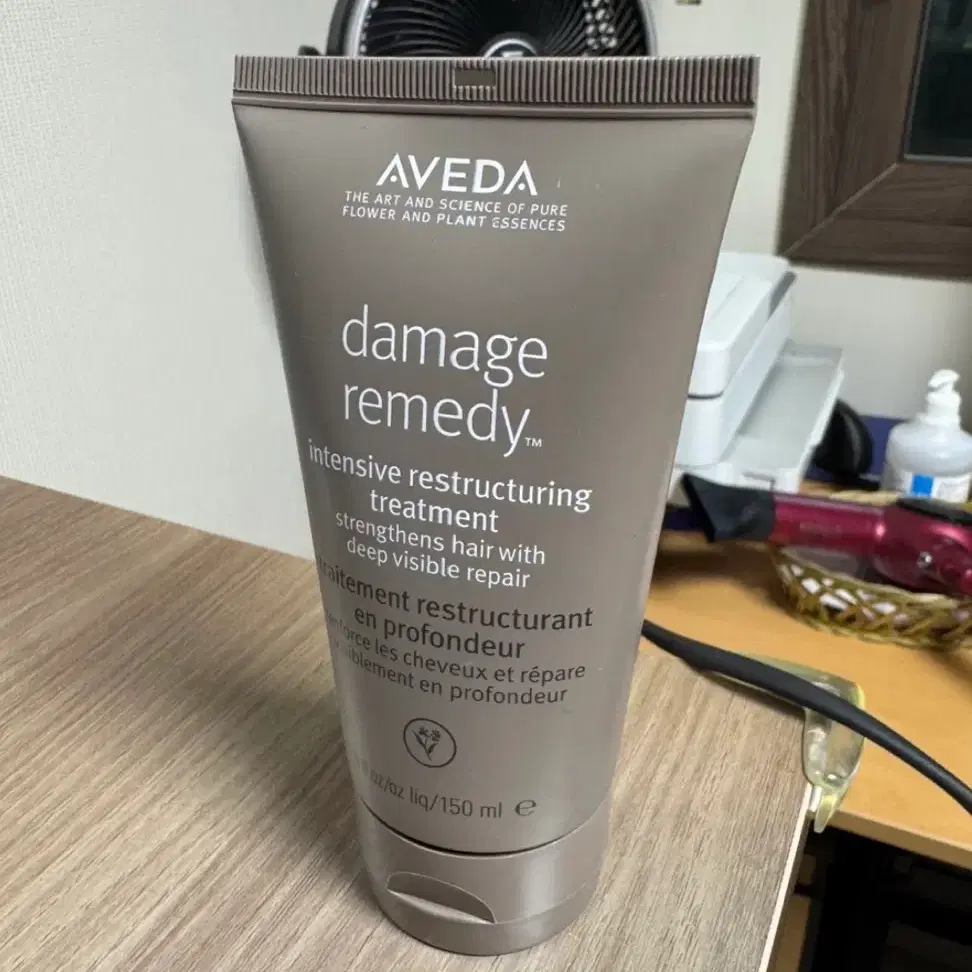 AVEDA
THE ART AND SCIENCE OF PURE
FLOWER AND PLANT ESSENCES
damage
remedy™
intensive restructuring
treatment
strengthens hair with
deep visible repair
traitement restructurant
en profondeur
renforce les cheveux et répare
visiblement en profondeur
oz/oz liq/150 ml e